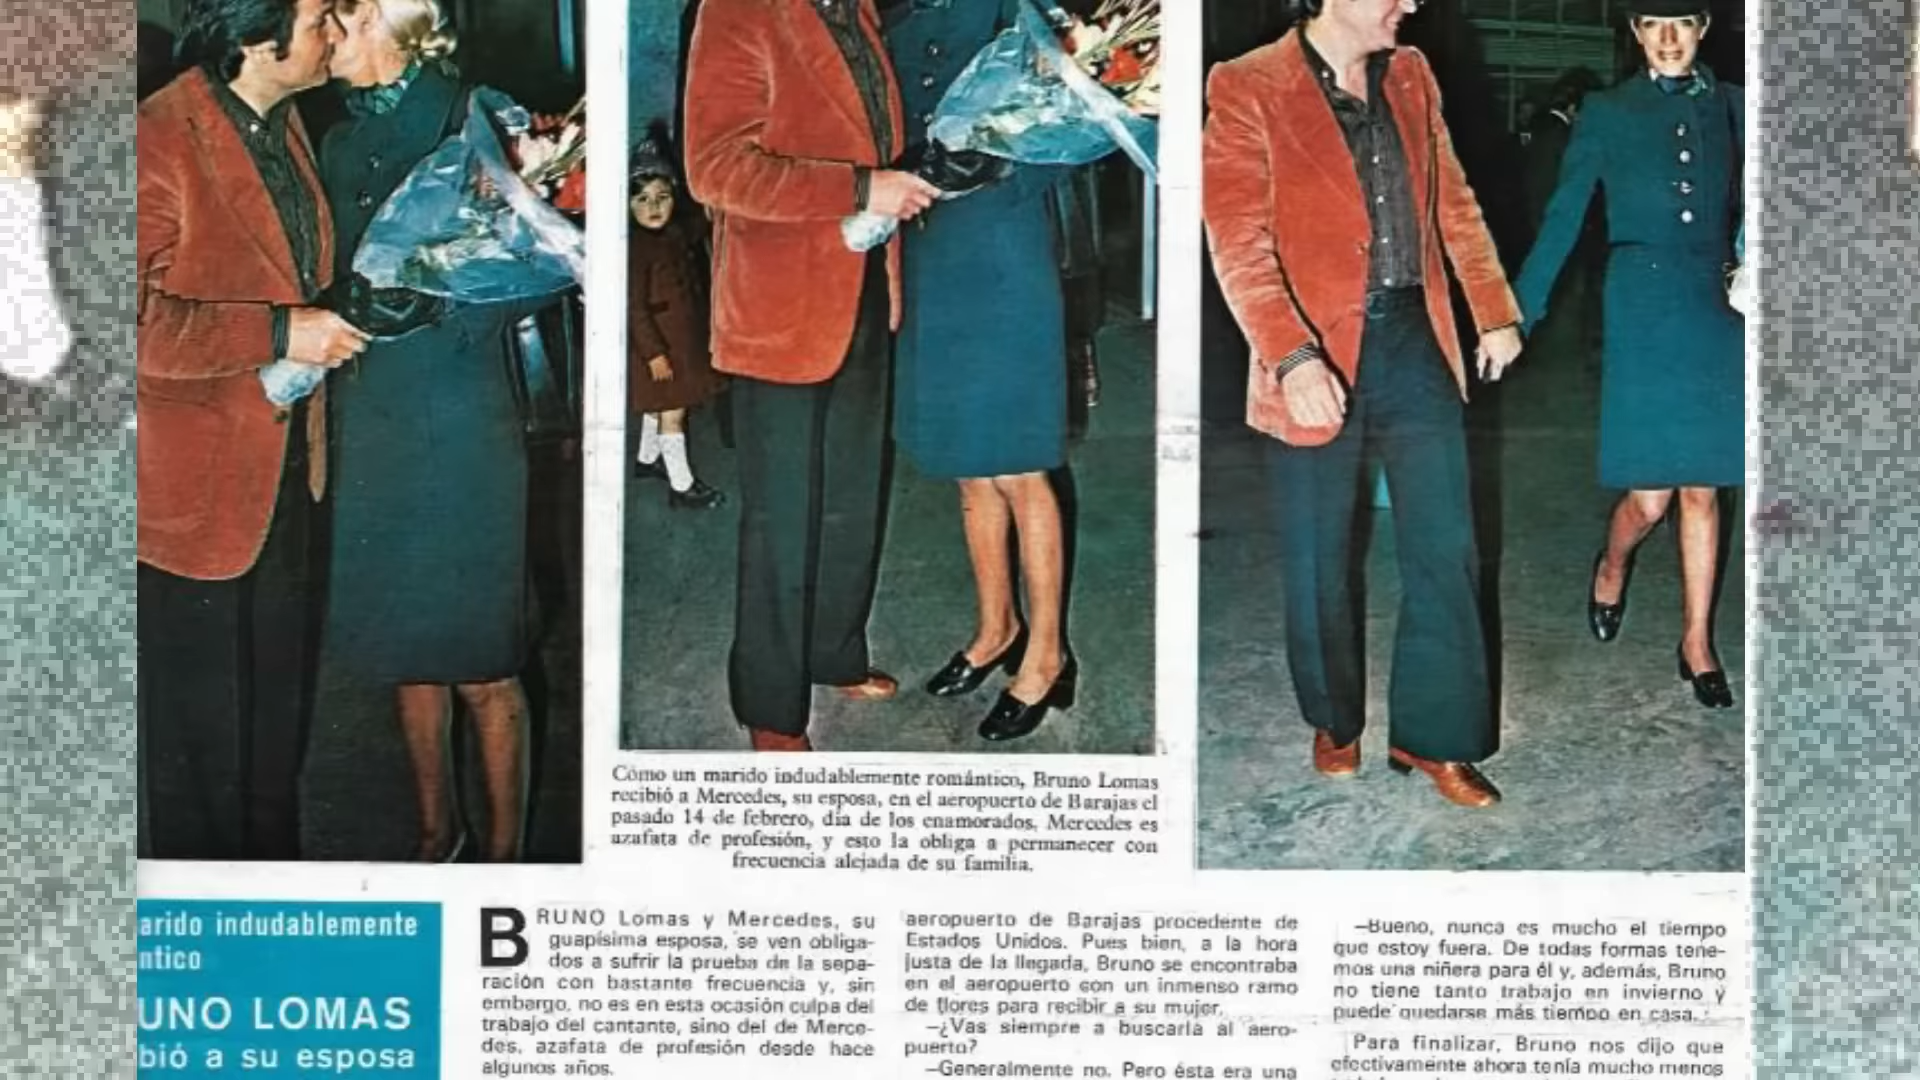 Cómo un marido indudablemente romántico, Bruno Lomas
recibió a Mercedes, su esposa, en el aeropuerto de Barajas el
pasado 14 de febrero, día de los enamorados. Mercedes es
azafata de profesión, y esto la obliga a permanecer con
frecuencia alejada de su familia.
arido indudablemente
ntico
UNO LOMAS
bió a su esposa
BRUNO Lomas y Mercedes, su
guapísima esposa, se ven obliga-
dos a sufrir la prueba de la sepa-
ración con bastante frecuencia y, sin
embargo, no es en esta ocasión culpa del
trabajo del cantante, sino del de Merce-
des, azafata de profesión desde hace
algunos años.
aeropuerto de Barajas procedente de
Estados Unidos. Pues bien, a la hora
justa de la llegada, Bruno se encontraba
en el aeropuerto con un inmenso ramo
de flores para recibir a su mujer.
—¿Vas siempre a buscarla al aero-
puerto?
—Generalmente no. Pero ésta era una
—Bueno, nunca es mucho el tiempo
que estoy fuera. De todas formas tene-
mos una niñera para él y, además, Bruno
no tiene tanto trabajo en invierno y
puede quedarse más tiempo en casa.
Para finalizar, Bruno nos dijo que
efectivamente ahora tenía mucho menos